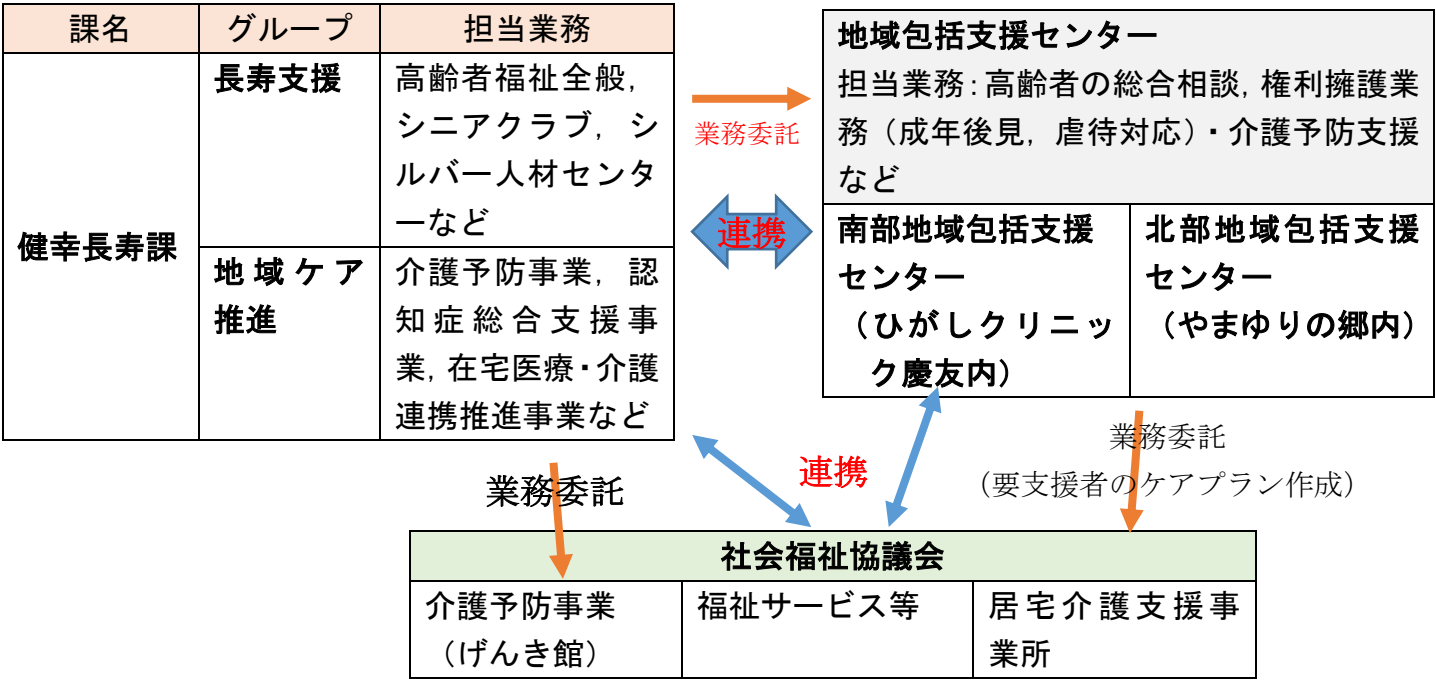 課名
グループ
担当業務
健幸長寿課
長寿支援
高齢者福祉全般,
シニアクラブ, シ
ルバー人材センタ
ーなど
地域ケア
推進
介護予防事業, 認
知症総合支援事
業, 在宅医療・介護
連携推進事業など
業務委託
連携
地域包括支援センター
担当業務:高齢者の総合相談, 権利擁護業
務（成年後見, 虐待対応）・介護予防支援
など
南部地域包括支援
センター
（ひがしクリニッ
ク慶友内）
北部地域包括支援
センター
（やまゆりの郷内）
業務委託
連携
業務委託
（要支援者のケアプラン作成）
社会福祉協議会
介護予防事業
（げんき館）
福祉サービス等
居宅介護支援事
業所